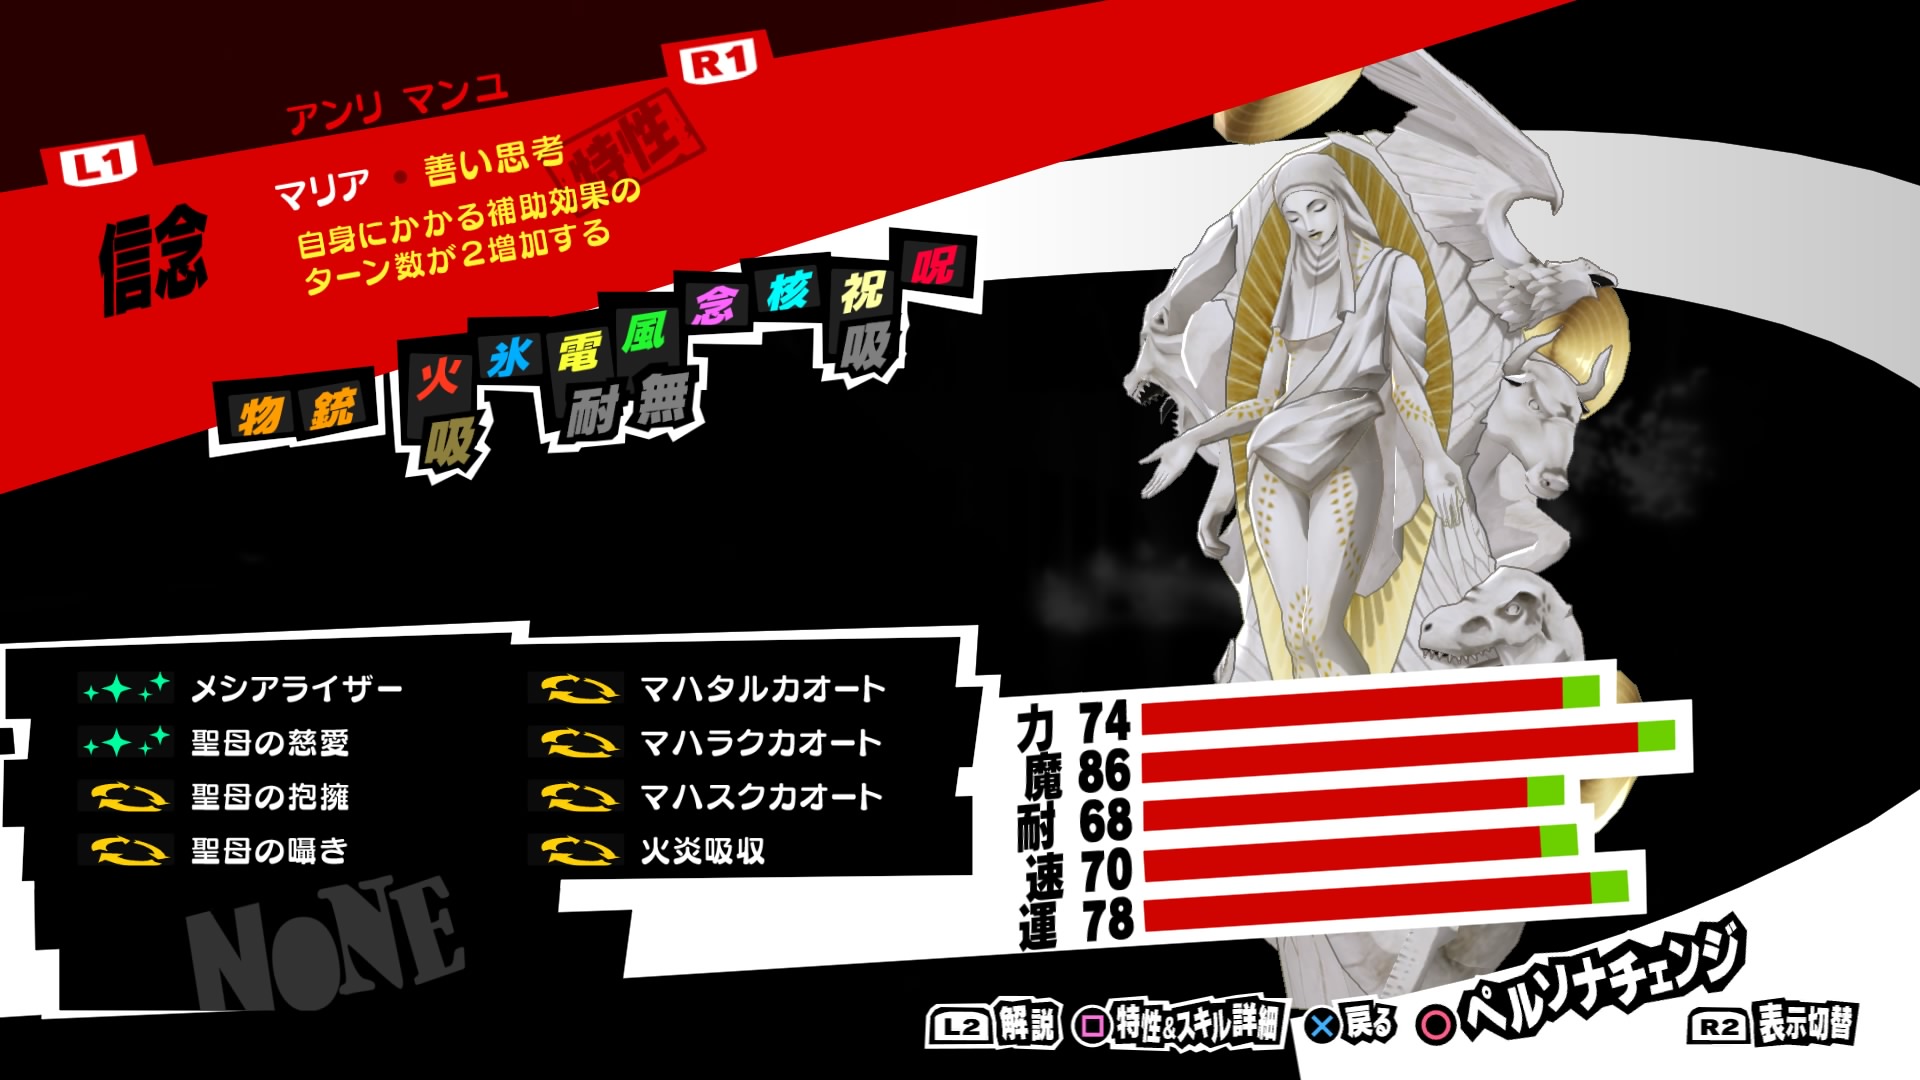 アンリ マンユ
R1
L1
特性
マリア・善い思考
信念
自身にかかる補助効果の
ターン数が2増加する
物 銃 火 氷 電 風 念 核 祝 呪
吸 耐 無 吸
メシアライザー
聖母の慈愛
聖母の抱擁
聖母の囁き
マハタルカオート
マハラクカオート
マハスクカオート
火炎吸収
NONE
力 74
魔 86
耐 68
速 70
運 78
L2 解説 特性&スキル詳細 戻る ペルソナチェンジ R2 表示切替